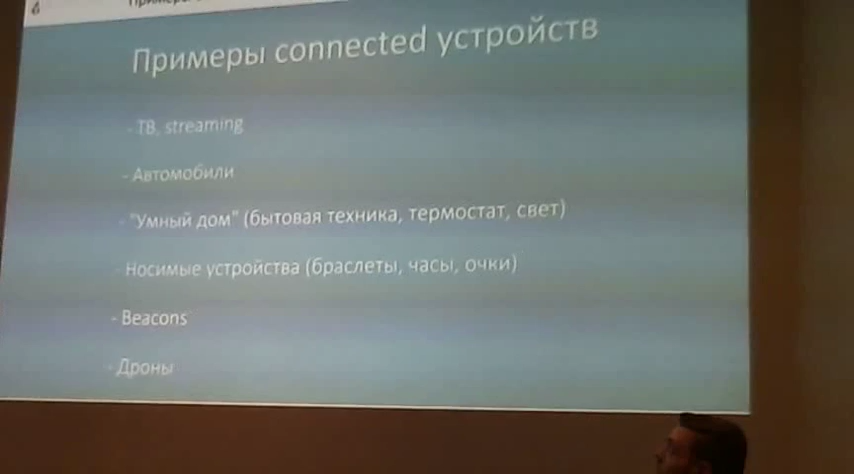 6
Примеры connected устройств
- ТВ, streaming
- Автомобили
- "Умный дом" (бытовая техника, термостат, свет)
- Носимые устройства (браслеты, часы, очки)
- Beacons
- Дроны